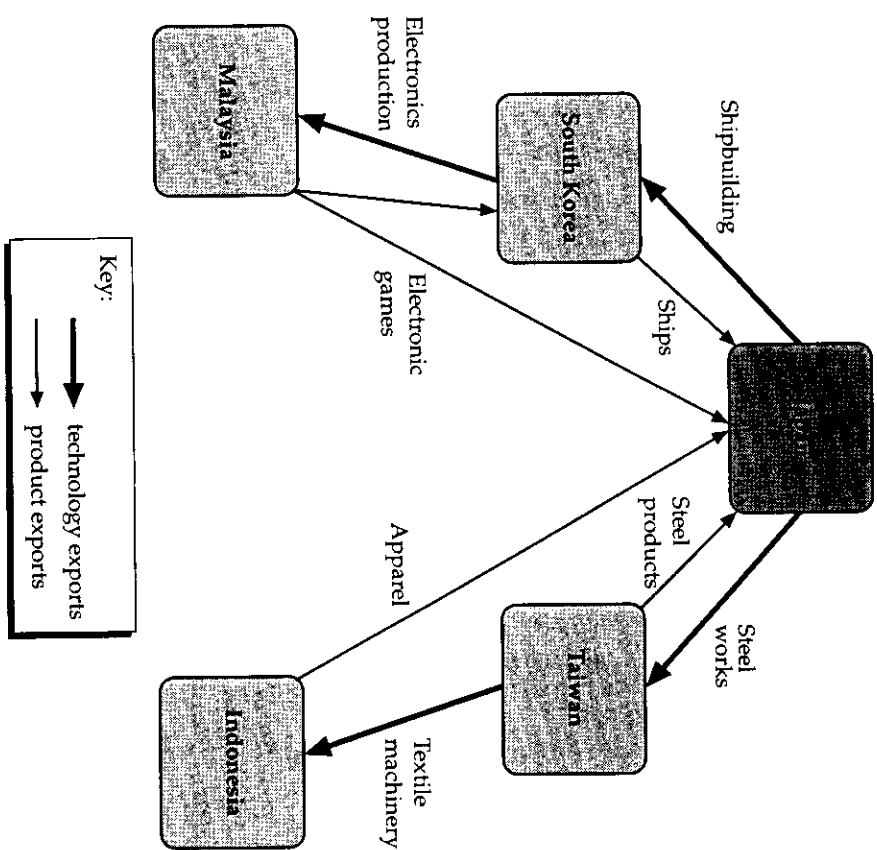 Shipbuilding
Ships
Steel
works
Steel
products
South Korea
Taiwan
Electronics
production
Electronic
games
Apparel
Textile
machinery
Malaysia
Indonesia
Key:
technology exports
product exports